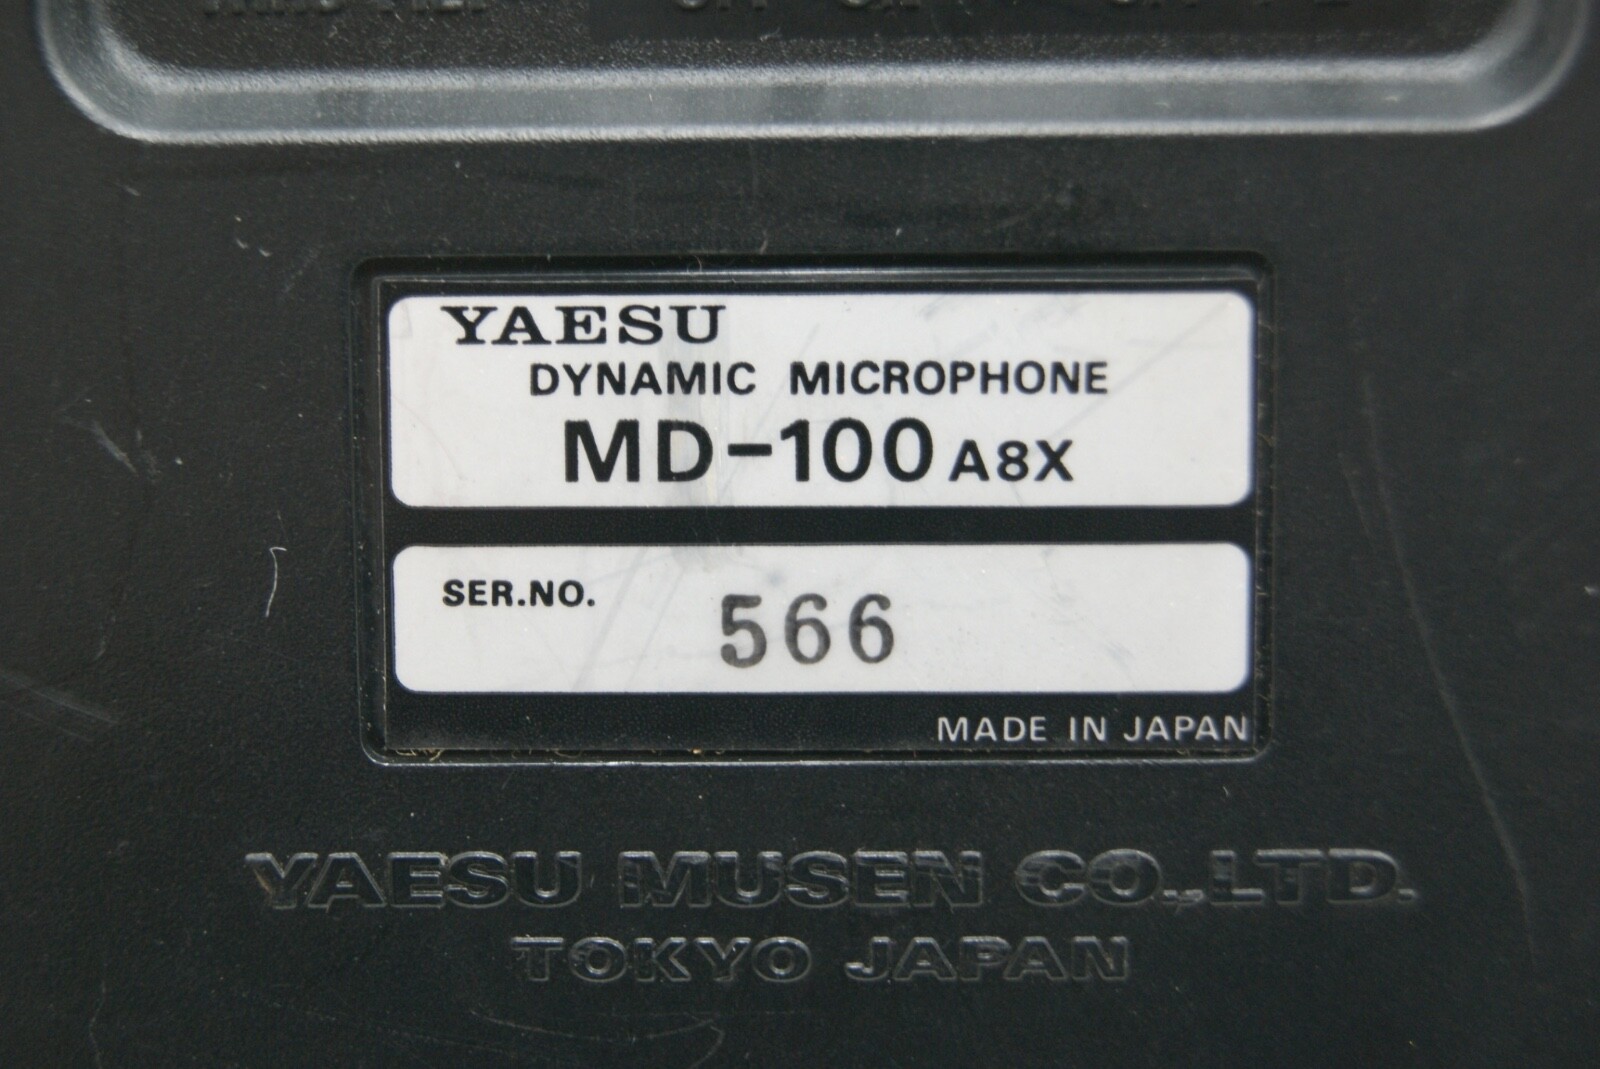 YAESU
DYNAMIC MICROPHONE
MD-100 A8X
SER.NO. 566
MADE IN JAPAN
YAESU MUSEN CO.,LTD.
TOKYO JAPAN